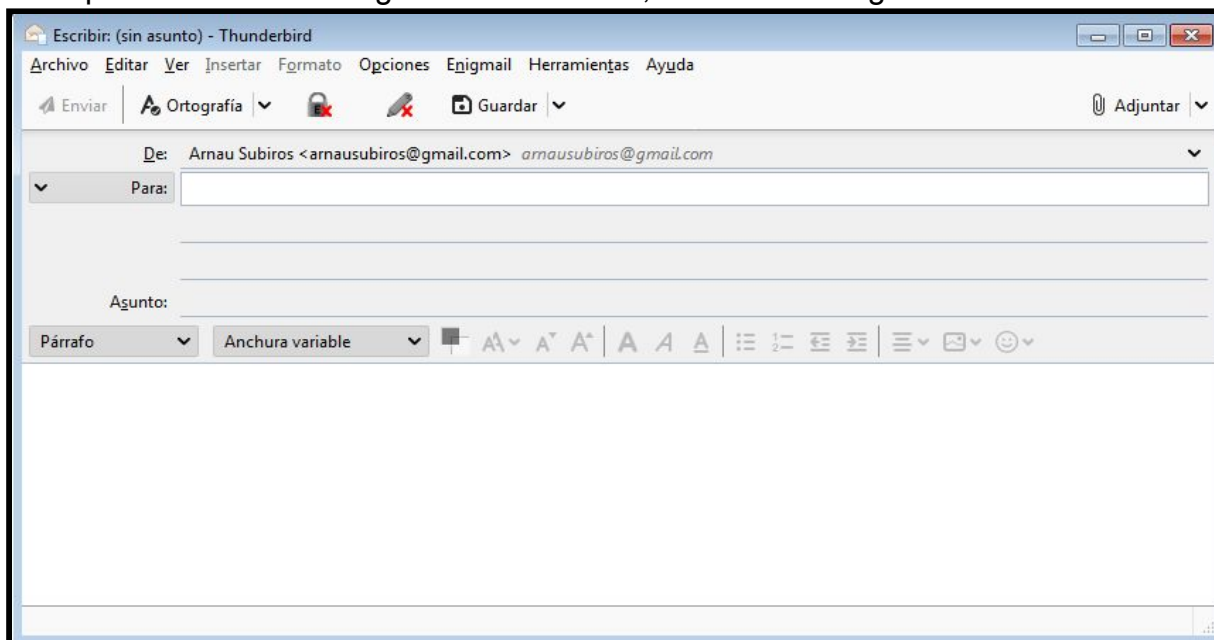 Escribir: (sin asunto) - Thunderbird
Archivo Editar Ver Insertar Formato Opciones Enigmail Herramientas Ayuda
Enviar Ortografía Guardar Adjuntar
De: Arnau Subiros <arnausubiros@gmail.com> arnausubiros@gmail.com
Para:
Asunto:
Párrafo Anchura variable